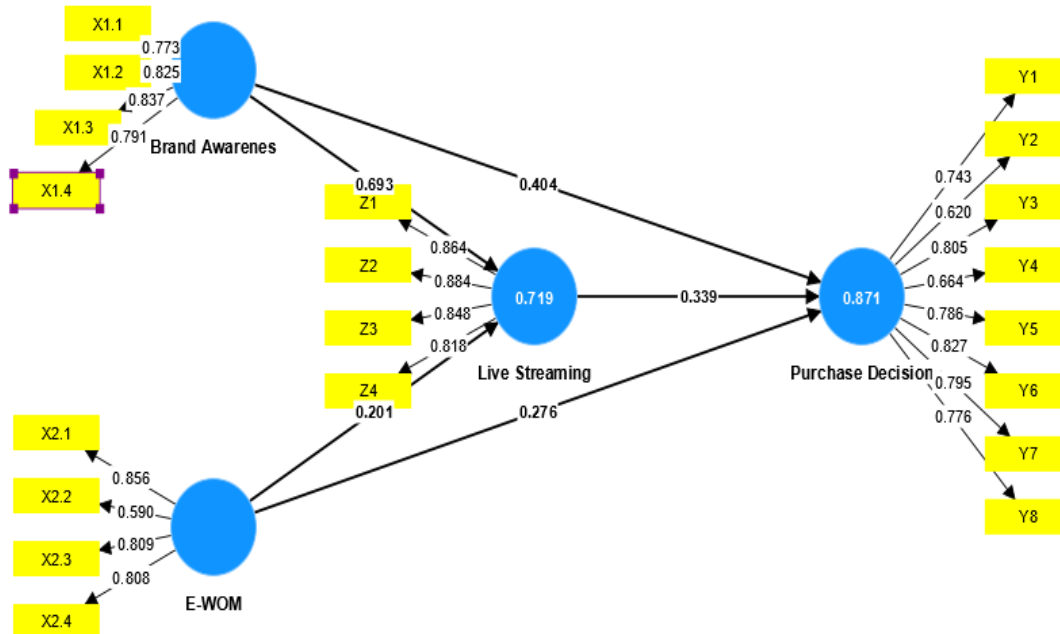 X1.1
0.773
X1.2
0.825
0.837
X1.3
0.791
X1.4
Brand Awarenes
0.693
0.404
Z1
0.864
Z2
0.884
Z3
0.848
0.818
Z4
0.201
0.719
Live Streaming
0.339
0.276
0.871
Purchase Decision
Y1
Y2
0.743
Y3
0.620
0.805
Y4
0.664
0.786
Y5
0.827
Y6
0.795
0.776
Y7
Y8
X2.1
0.856
X2.2
0.590
0.809
X2.3
0.808
X2.4
E-WOM